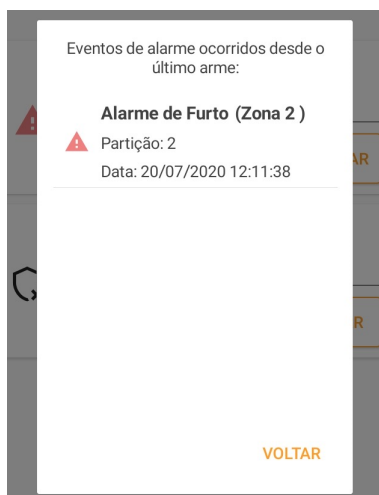 Eventos de alarme ocorridos desde o
último arme:
Alarme de Furto (Zona 2 )
Partição: 2
Data: 20/07/2020 12:11:38
AR
R
VOLTAR